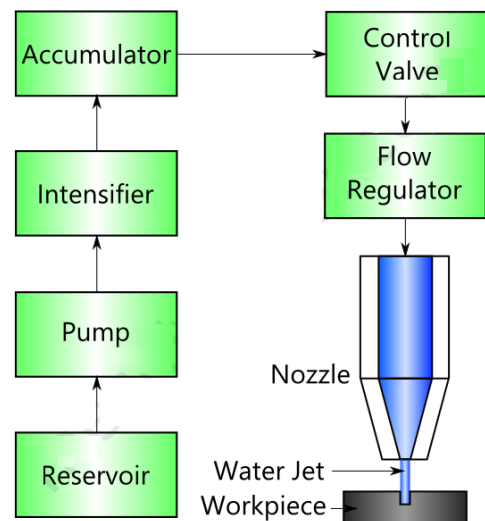 Accumulator
Control
Valve
Intensifier
Flow
Regulator
Pump
Nozzle
Reservoir
Water Jet
Workpiece